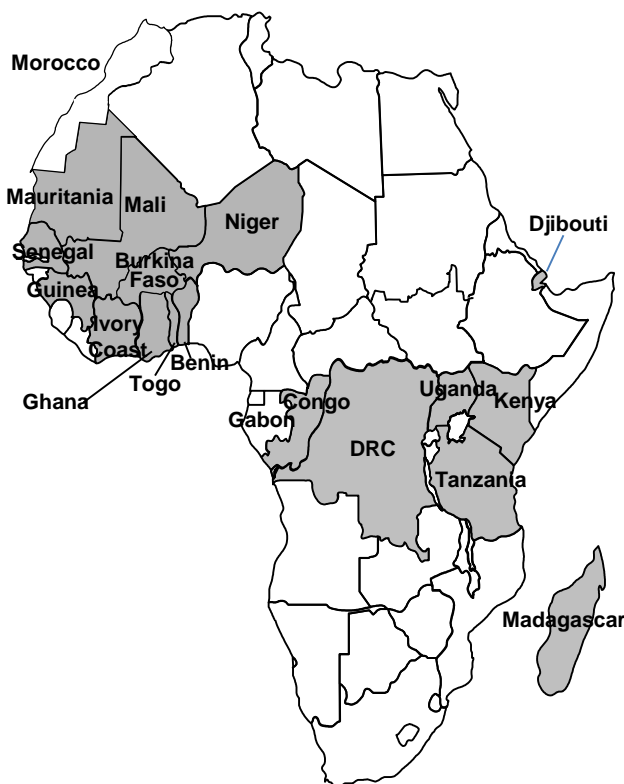 Morocco
Mauritania
Mali
Niger
Djibouti
Senegal
Burkina
Faso
Guinea
Ivory
Coast
Benin
Togo
Ghana
Uganda
Kenya
Congo
Gabon
DRC
Tanzania
Madagascar